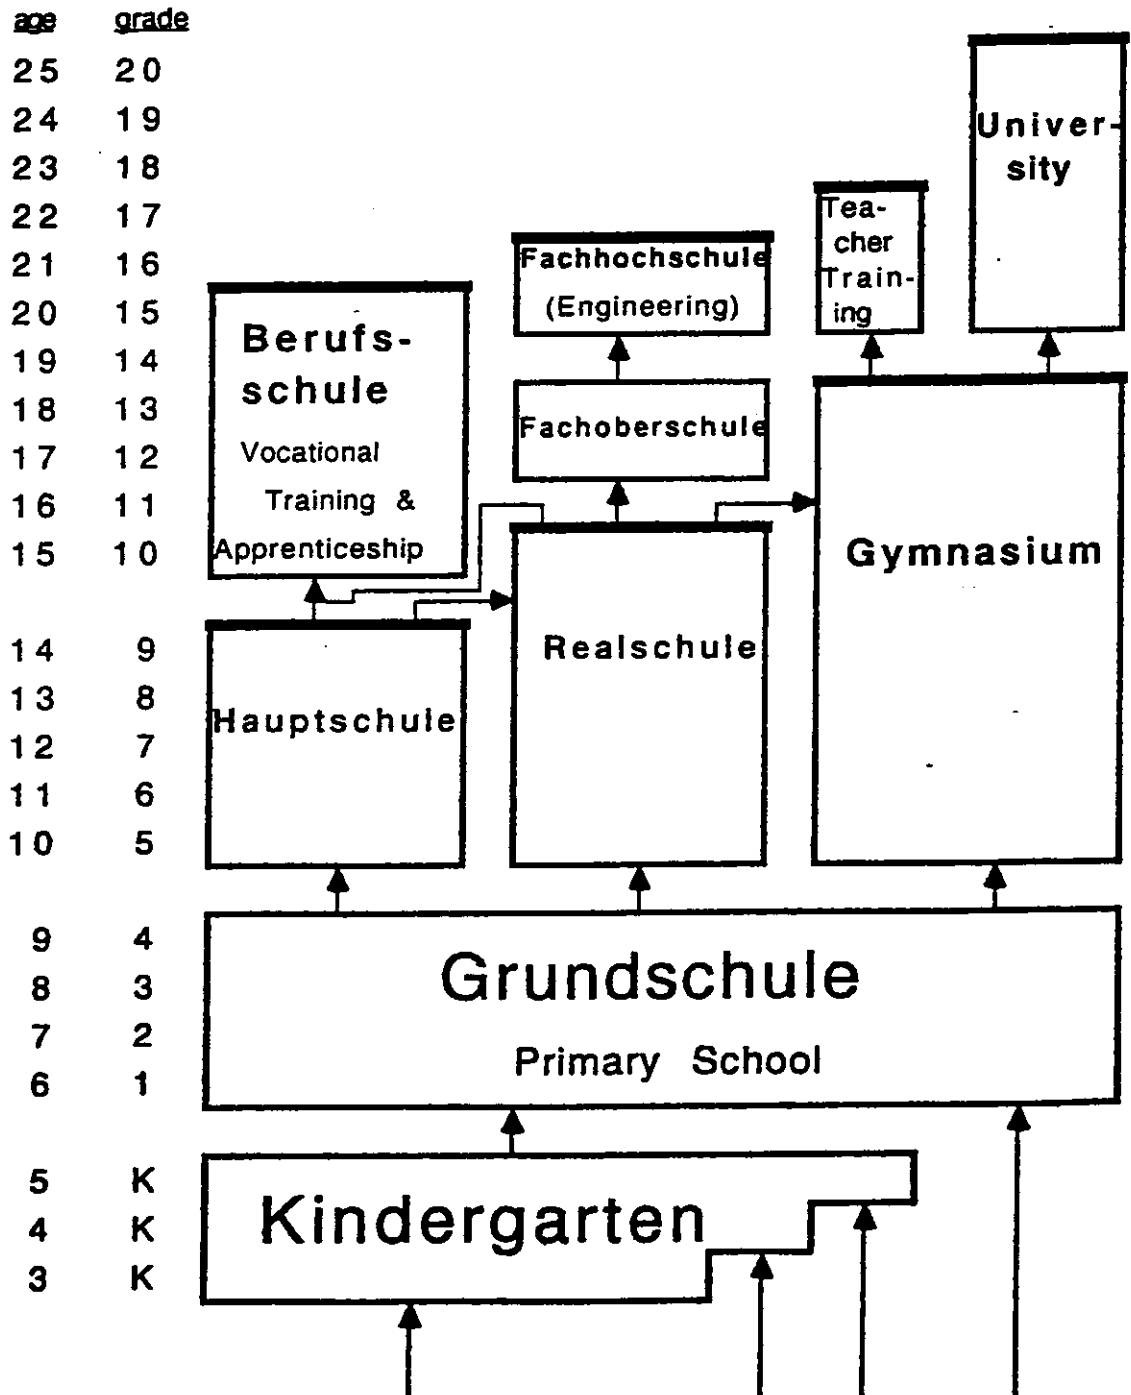 age grade
25 20
24 19
Univer-
23 18
sity
22 17
Tea-
cher
Train-
ing
21 16
Fachhochschule
(Engineering)
20 15
Berufs-
schule
Vocational
Training &
Apprenticeship
19 14
18 13
Fachoberschule
17 12
16 11
15 10
Gymnasium
14 9
Realschule
13 8
Hauptschule
12 7
11 6
10 5
9 4
Grundschule
8 3
7 2
Primary School
6 1
5 K
4 K
Kindergarten
3 K